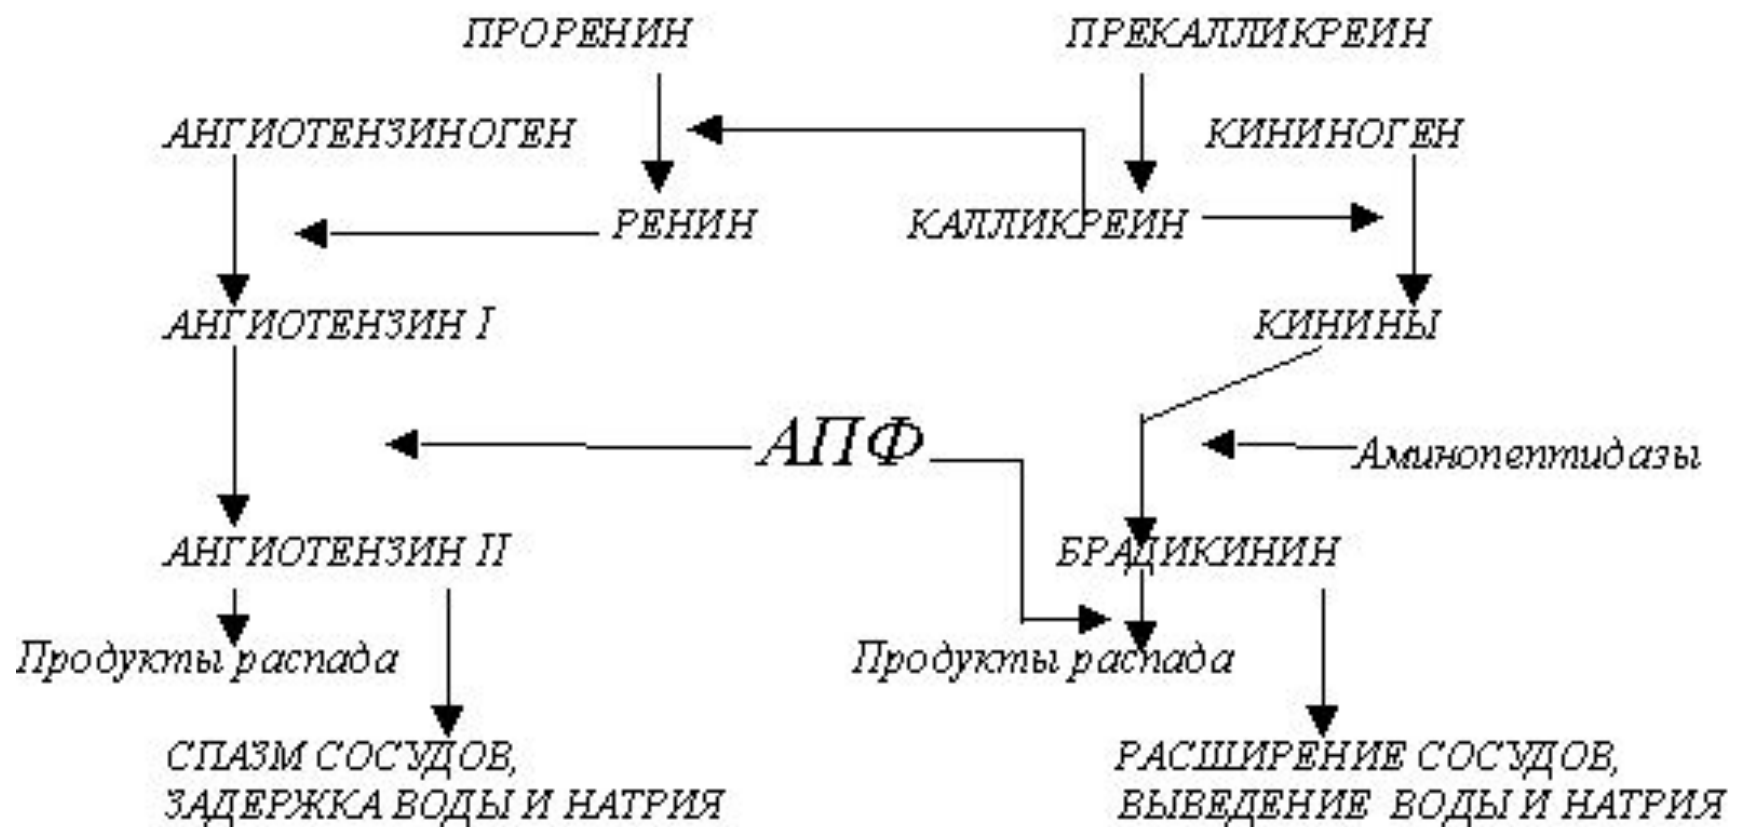 ПРОРЕНИН
ПРЕКАЛЛИКРЕИН
АНГИОТЕНЗИНОГЕН
КИНИНОГЕН
РЕНИН
КАЛЛИКРЕИН
АНГИОТЕНЗИН I
КИНИНЫ
АПФ
Аминопептидазы
АНГИОТЕНЗИН II
БРАДИКИНИН
Продукты распада
Продукты распада
СПАЗМ СОСУДОВ,
ЗАДЕРЖКА ВОДЫ И НАТРИЯ
РАСШИРЕНИЕ СОСУДОВ,
ВЫВЕДЕНИЕ ВОДЫ И НАТРИЯ